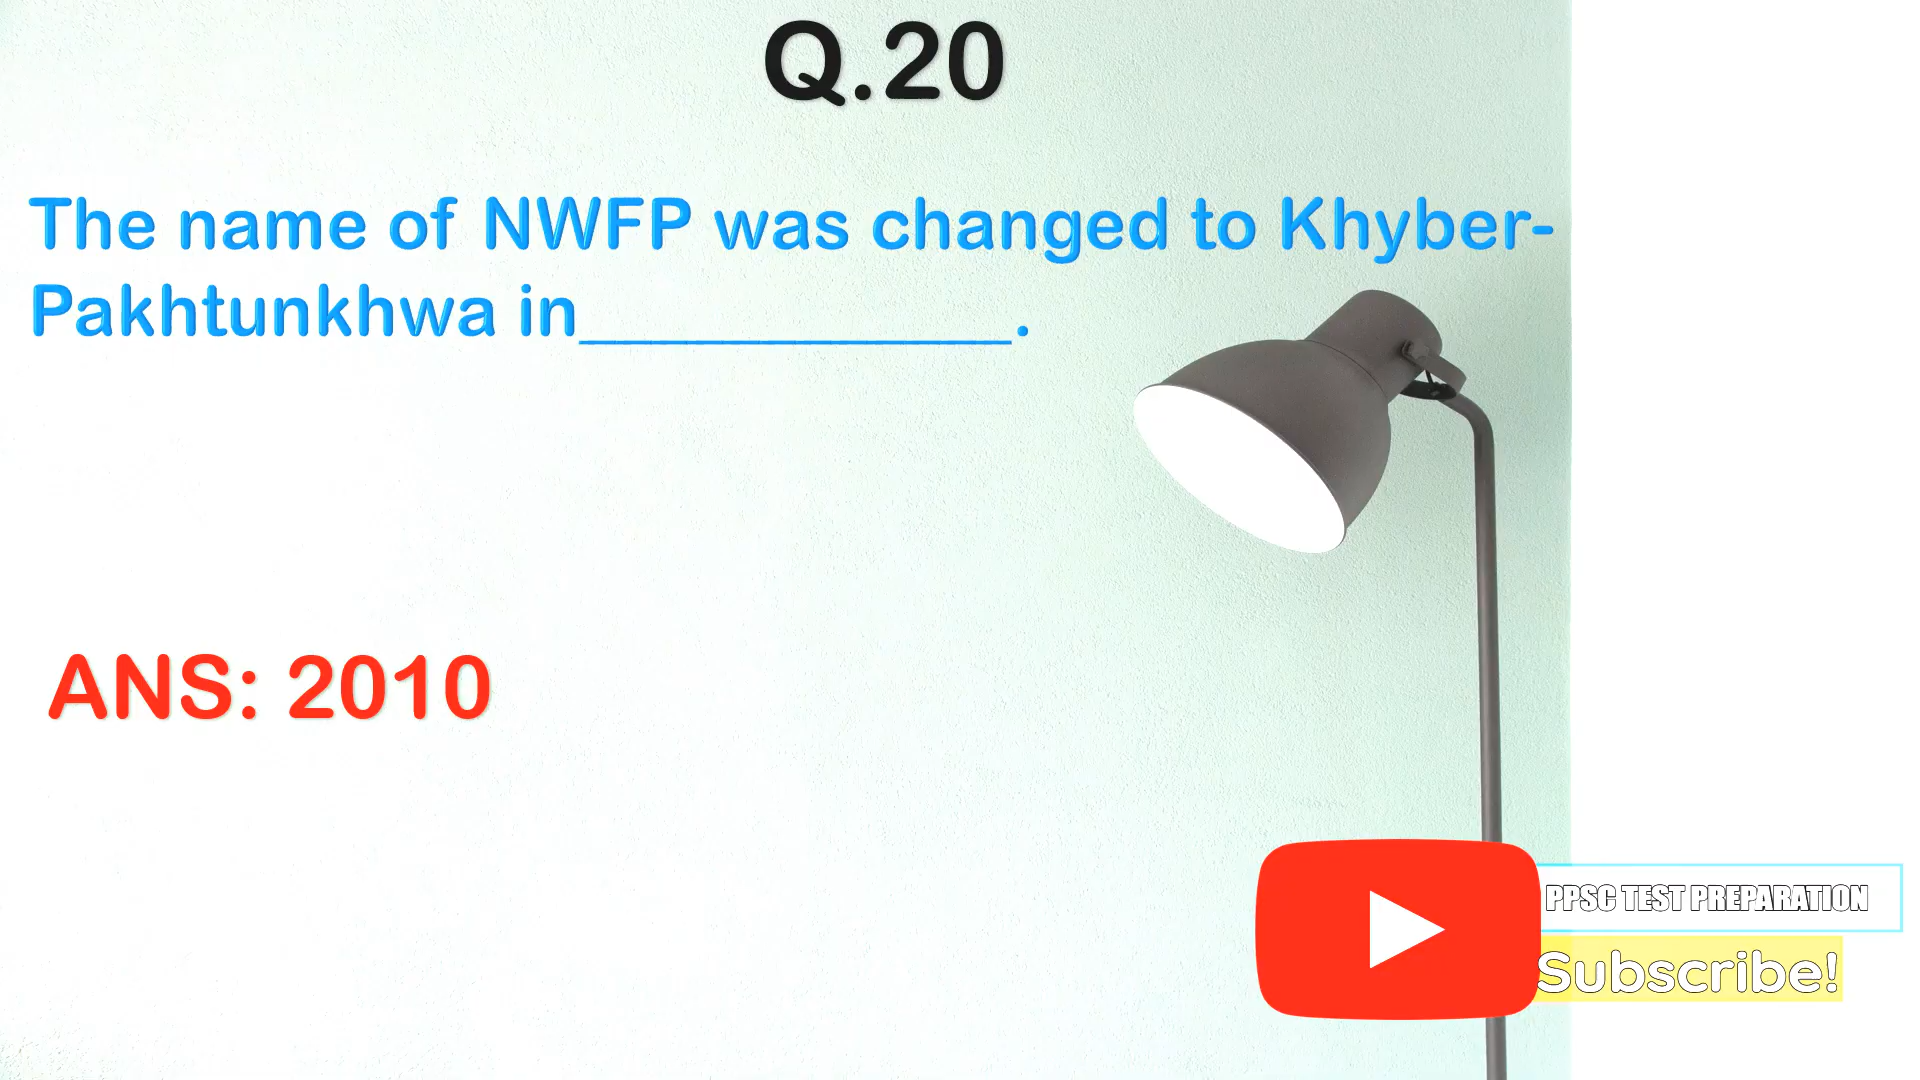 Q.20
The name of NWFP was changed to Khyber-
Pakhtunkhwa in____________.
ANS: 2010
PPSC TEST PREPARATION
Subscribe!